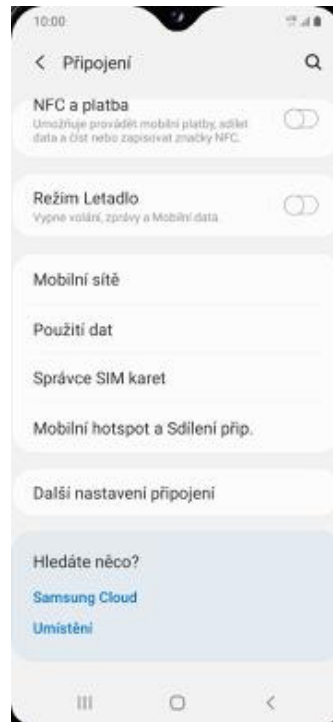 10:00
Připojení
NFC a platba
Umožňuje provádět mobilní platby, sdílet
data a číst nebo zapisovat značky NFC.
Režim Letadlo
Vypne volání, zprávy a Mobilní data.
Mobilní sítě
Použití dat
Správce SIM karet
Mobilní hotspot a Sdílení přip.
Další nastavení připojení
Hledáte něco?
Samsung Cloud
Umístění